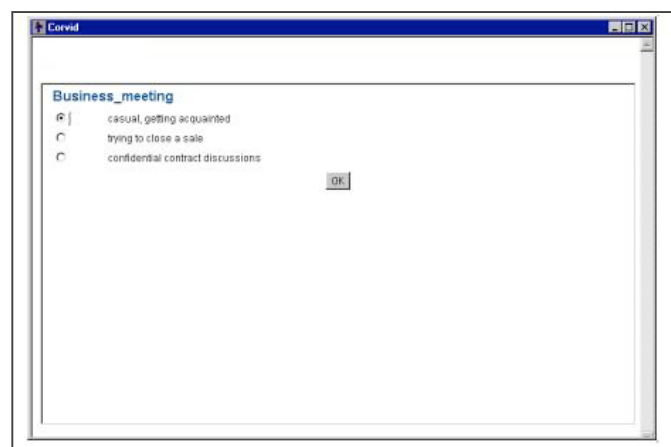 Corvid
Business_meeting
casual, getting acquainted
trying to close a sale
confidential contract discussions
OK